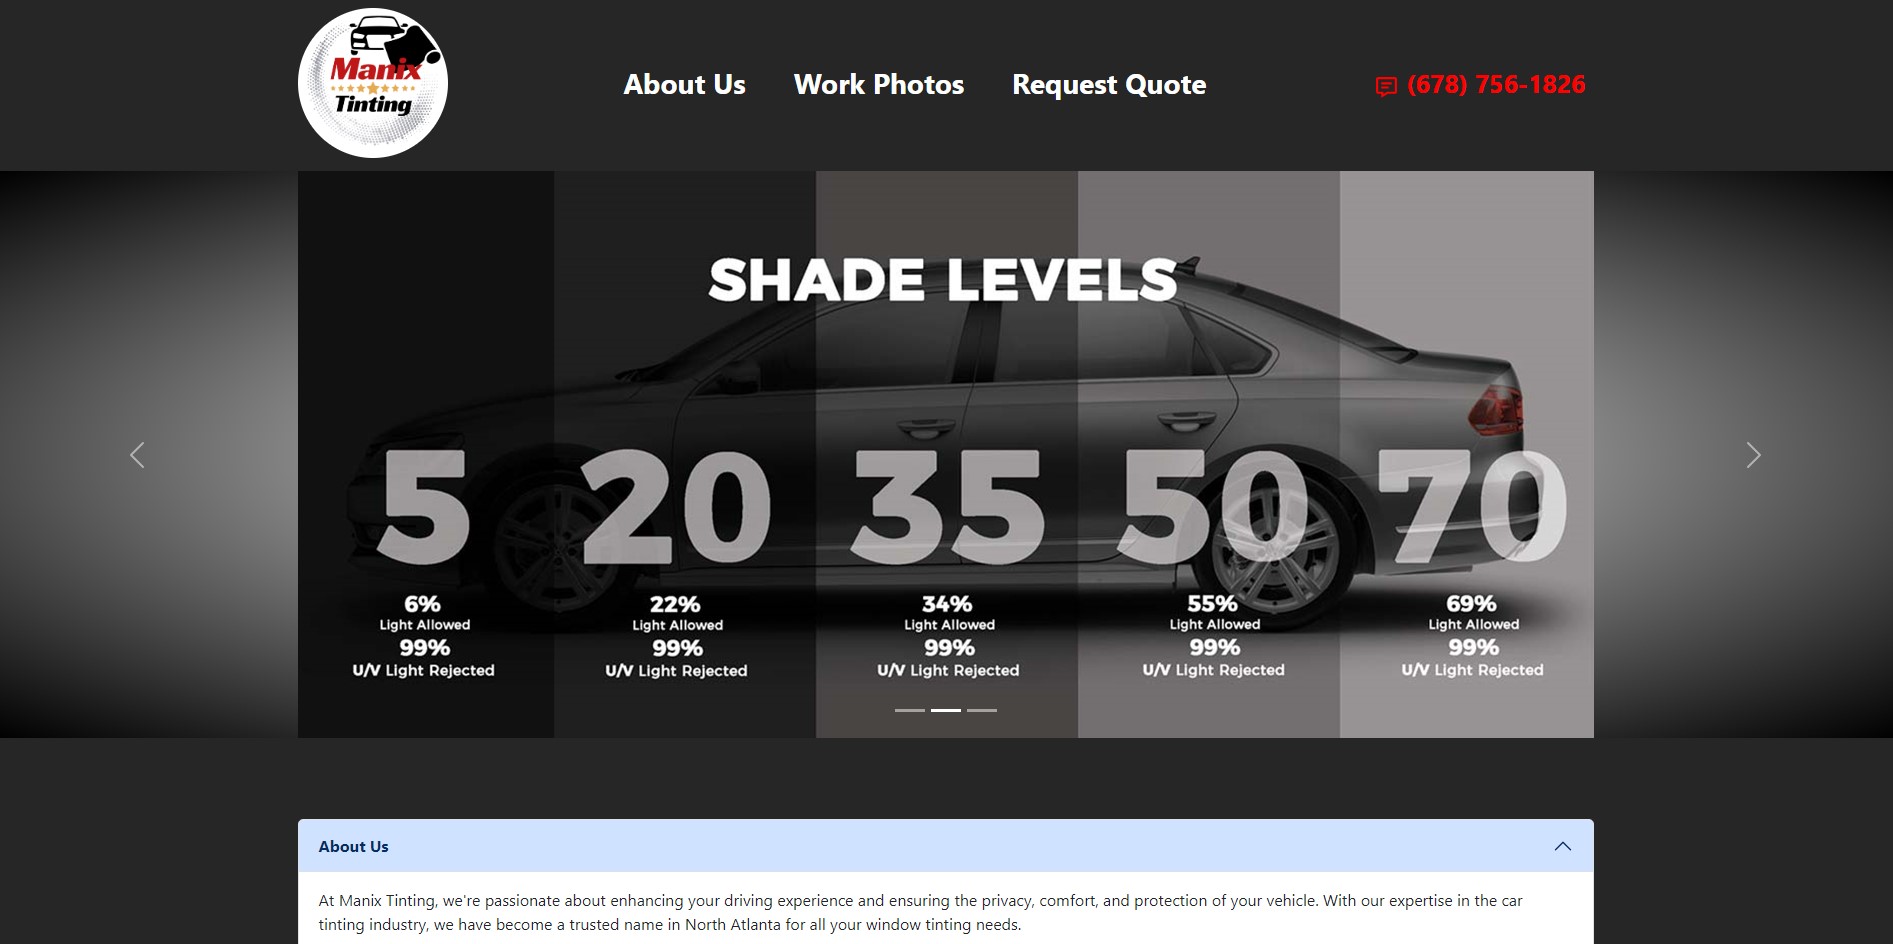 Manix
Tinting
About Us
Work Photos
Request Quote
(678) 756-1826
SHADE LEVELS
5
20
35
50
70
6%
Light Allowed
99%
U/V Light Rejected
22%
Light Allowed
99%
U/V Light Rejected
34%
Light Allowed
99%
U/V Light Rejected
55%
Light Allowed
99%
U/V Light Rejected
69%
Light Allowed
99%
U/V Light Rejected
About Us
At Manix Tinting, we're passionate about enhancing your driving experience and ensuring the privacy, comfort, and protection of your vehicle. With our expertise in the car
tinting industry, we have become a trusted name in North Atlanta for all your window tinting needs.